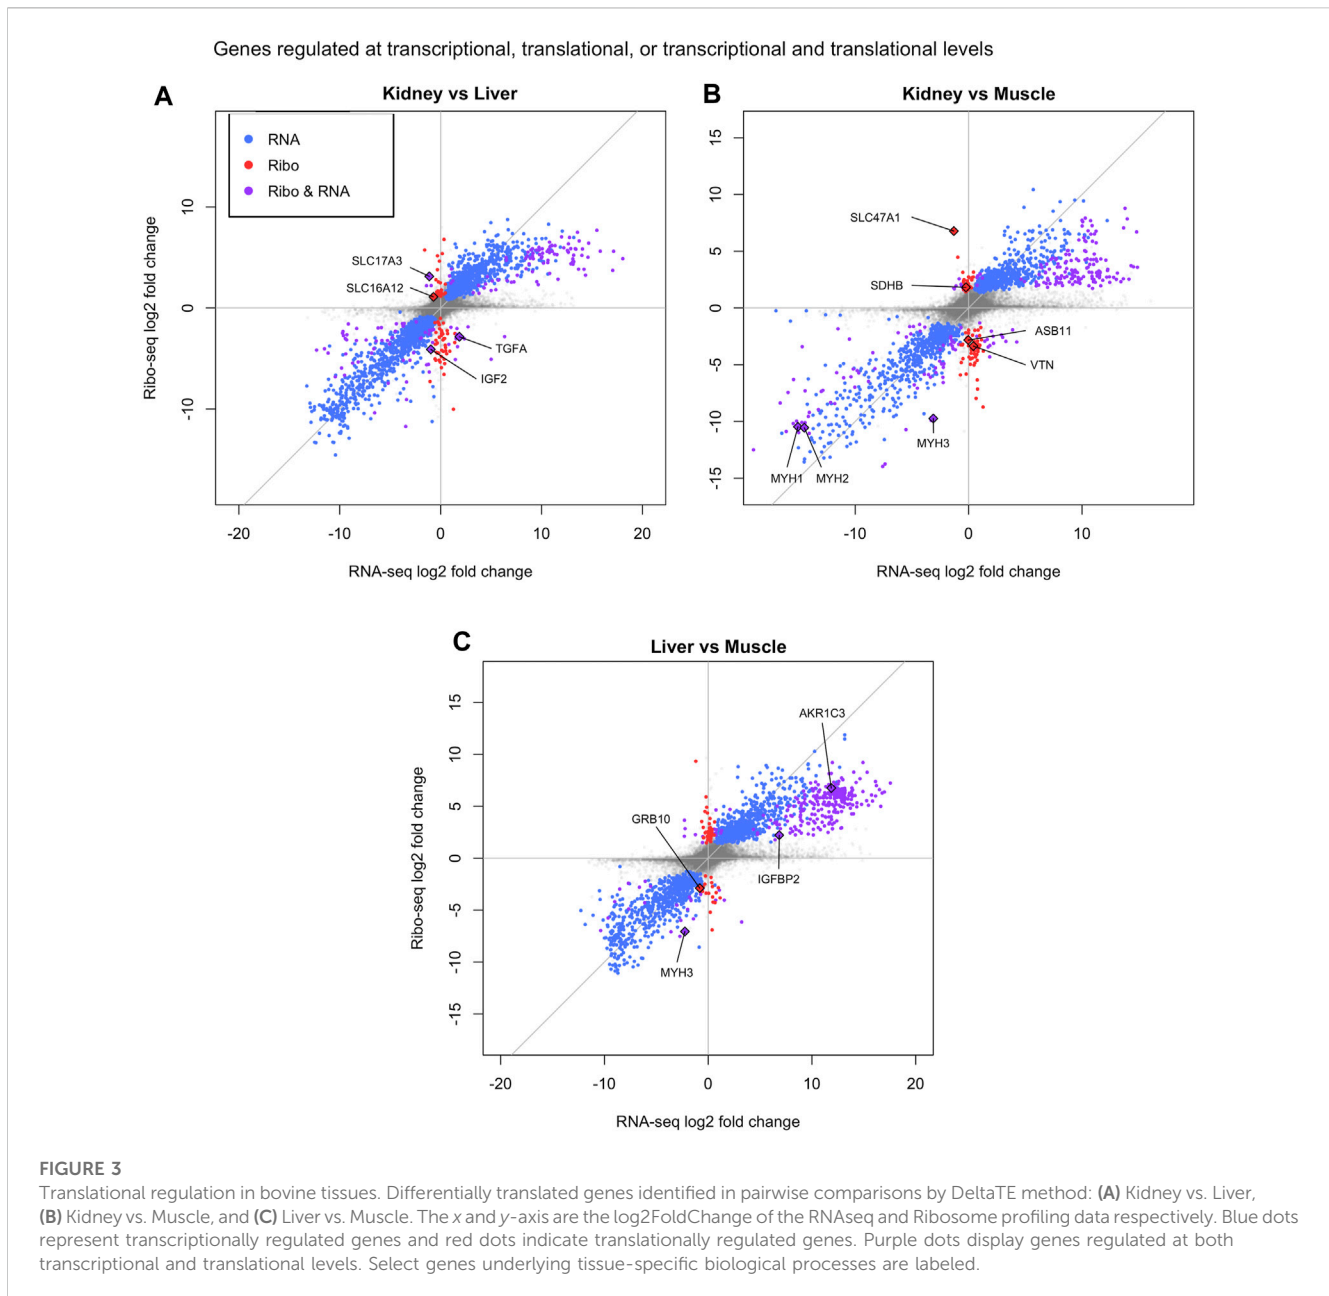 Genes regulated at transcriptional, translational, or transcriptional and translational levels
A
Kidney vs Liver
RNA
Ribo
Ribo & RNA
SLC17A3
SLC16A12
TGFA
IGF2
10
0
-10
Ribo-seq log2 fold change
-20 -10 0 10 20
RNA-seq log2 fold change
B
Kidney vs Muscle
SLC47A1
SDHB
ASB11
VTN
MYH3
MYH1
MYH2
15
10
5
0
-5
-10
-15
-10 0 10
RNA-seq log2 fold change
C
Liver vs Muscle
AKR1C3
GRB10
IGFBP2
MYH3
15
10
5
0
-5
-10
-15
Ribo-seq log2 fold change
-20 -10 0 10 20
RNA-seq log2 fold change
FIGURE 3
Translational regulation in bovine tissues. Differentially translated genes identified in pairwise comparisons by DeltaTE method: (A) Kidney vs. Liver,
(B) Kidney vs. Muscle, and (C) Liver vs. Muscle. The x and y-axis are the log2FoldChange of the RNAseq and Ribosome profiling data respectively. Blue dots
represent transcriptionally regulated genes and red dots indicate translationally regulated genes. Purple dots display genes regulated at both
transcriptional and translational levels. Select genes underlying tissue-specific biological processes are labeled.